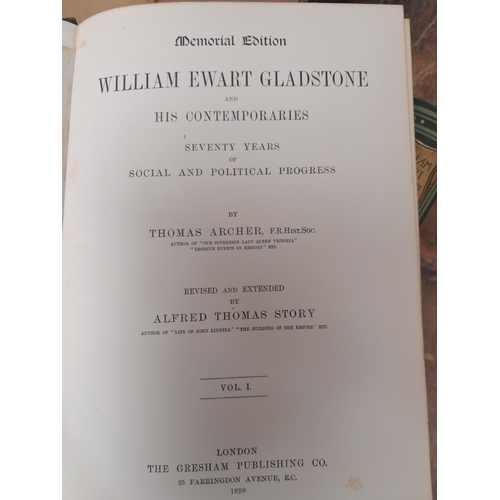 Memorial Edition
WILLIAM EWART GLADSTONE
AND
HIS CONTEMPORARIES
SEVENTY YEARS
OF
SOCIAL AND POLITICAL PROGRESS
BY
THOMAS ARCHER, F.R.HIST.SOC.
AUTHOR OF "OUR SOVEREIGN LADY QUEEN VICTORIA"
"DECISIVE EVENTS IN HISTORY" ETC.
REVISED AND EXTENDED
BY
ALFRED THOMAS STORY
AUTHOR OF "LIFE OF JOHN LINNELL" "THE BUILDING OF THE EMPIRE" ETC.
VOL. I.
LONDON
THE GRESHAM PUBLISHING CO.
25 FARRINGDON AVENUE, E.C.
1898